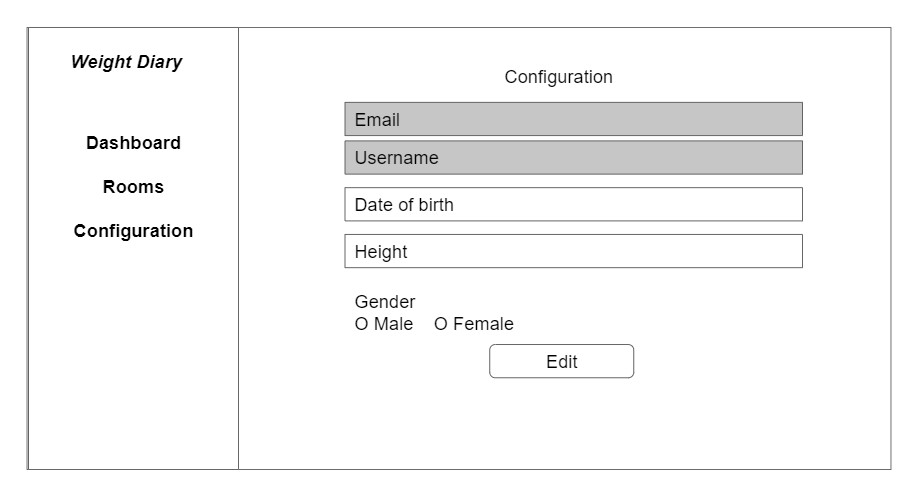 Weight Diary
Dashboard
Rooms
Configuration
Configuration
Email
Username
Date of birth
Height
Gender
O Male O Female
Edit